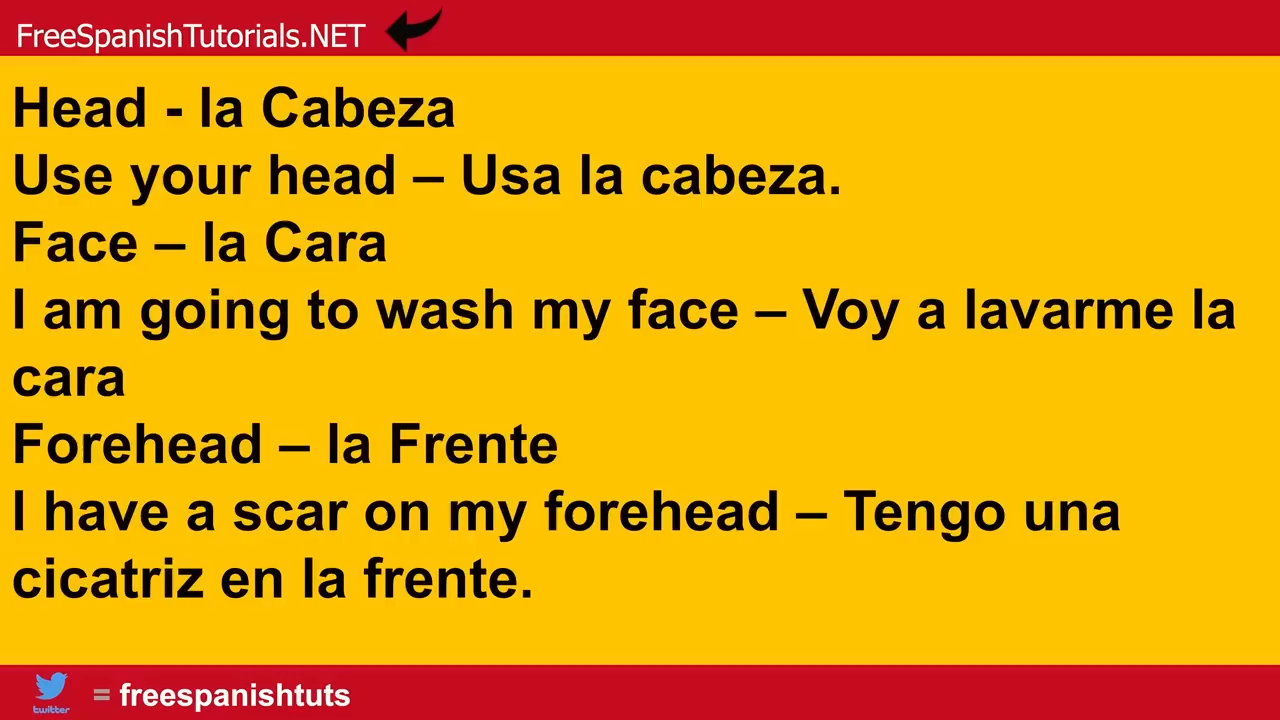 FreeSpanishTutorials.NET
Head - la Cabeza
Use your head – Usa la cabeza.
Face – la Cara
I am going to wash my face – Voy a lavarme la
cara
Forehead – la Frente
I have a scar on my forehead – Tengo una
cicatriz en la frente.
twitter = freespanishtuts